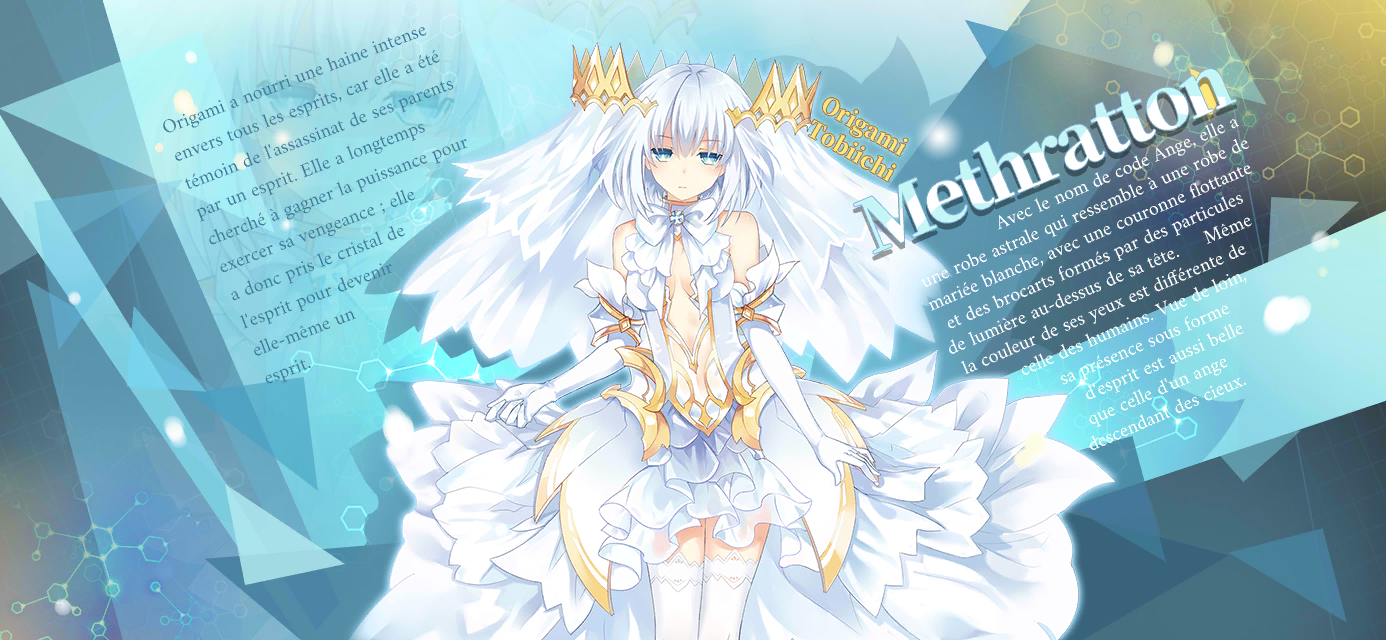 Origami a nourri une haine intense
envers tous les esprits, car elle a été
témoin de l'assassinat de ses parents
par un esprit. Elle a longtemps
cherché à gagner la puissance pour
exercer sa vengeance ; elle
a donc pris le cristal de
l'esprit pour devenir
elle-même un
esprit.
Origami
Tobiichi
Methratton
Avec le nom de code Ange, elle a
une robe astrale qui ressemble à une robe de
mariée blanche, avec une couronne flottante
et des brocarts formés par des particules
de lumière au-dessus de sa tête. Même
la couleur de ses yeux est différente de
celle des humains. Vue de loin,
sa présence sous forme
d'esprit est aussi belle
que celle d'un ange
descendant des cieux.